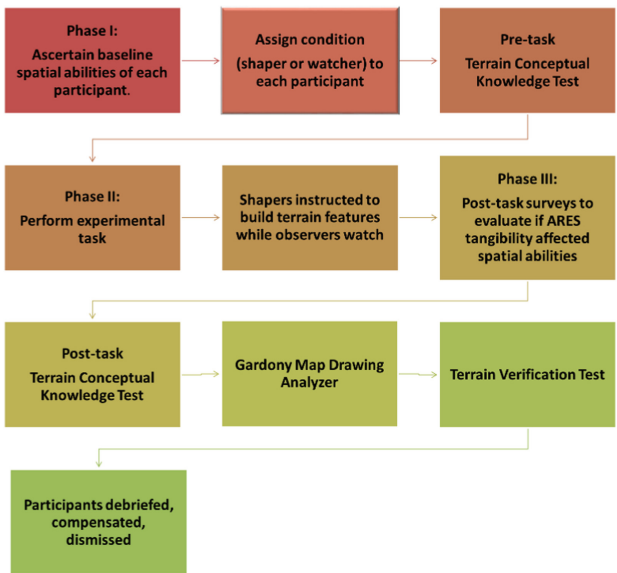 Phase I:
Ascertain baseline
spatial abilities of each
participant.
Assign condition
(shaper or watcher) to
each participant
Pre-task
Terrain Conceptual
Knowledge Test
Phase II:
Perform experimental
task
Shapers instructed to
build terrain features
while observers watch
Phase III:
Post-task surveys to
evaluate if ARES
tangibility affected
spatial abilities
Post-task
Terrain Conceptual
Knowledge Test
Gardony Map Drawing
Analyzer
Terrain Verification Test
Participants debriefed,
compensated,
dismissed